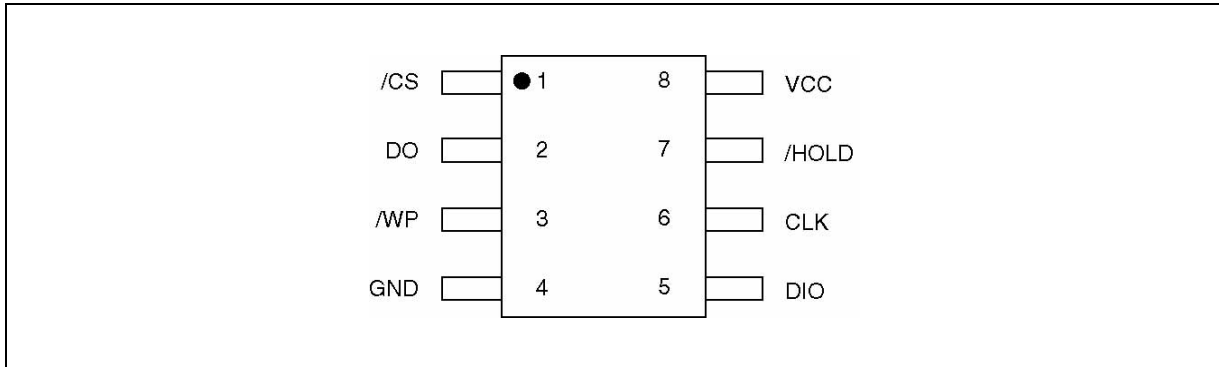 /CS 1 8 VCC
DO 2 7 /HOLD
/WP 3 6 CLK
GND 4 5 DIO